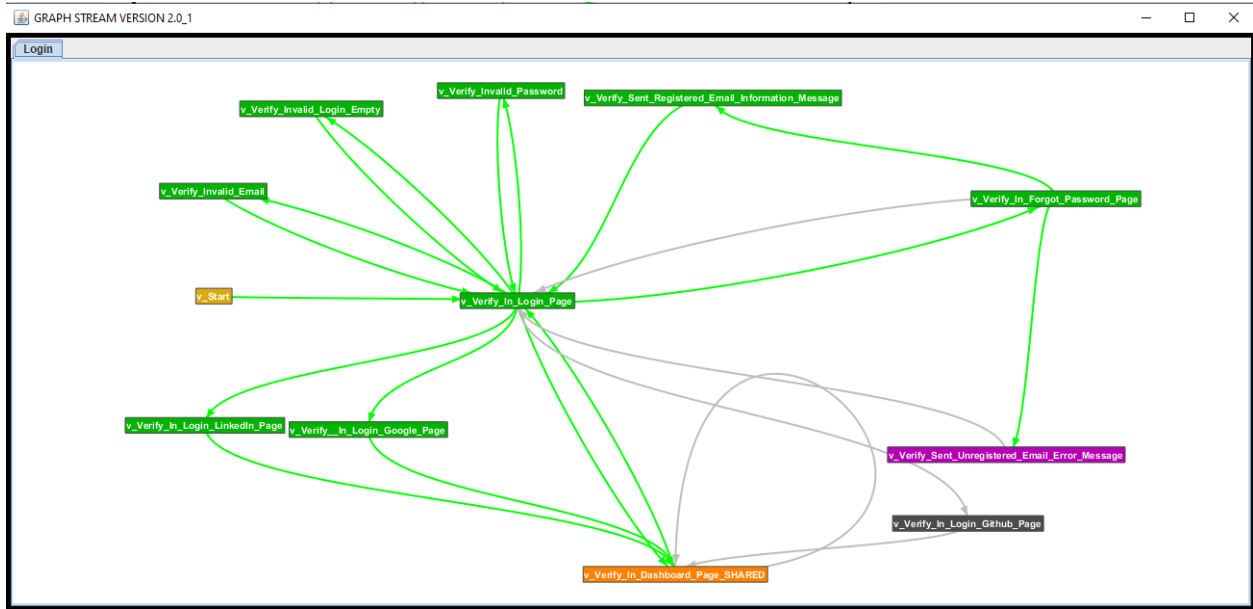 GRAPH STREAM VERSION 2.0_1
Login
v_Verify_Invalid_Password
v_Verify_Sent_Registered_Email_Information_Message
v_Verify_Invalid_Login_Empty
v_Verify_Invalid_Email
v_Verify_In_Forgot_Password_Page
v_Start
v_Verify_In_Login_Page
v_Verify_In_Login_LinkedIn_Page
v_Verify__In_Login_Google_Page
v_Verify_Sent_Unregistered_Email_Error_Message
v_Verify_In_Login_Github_Page
v_Verify_In_Dashboard_Page_SHARED